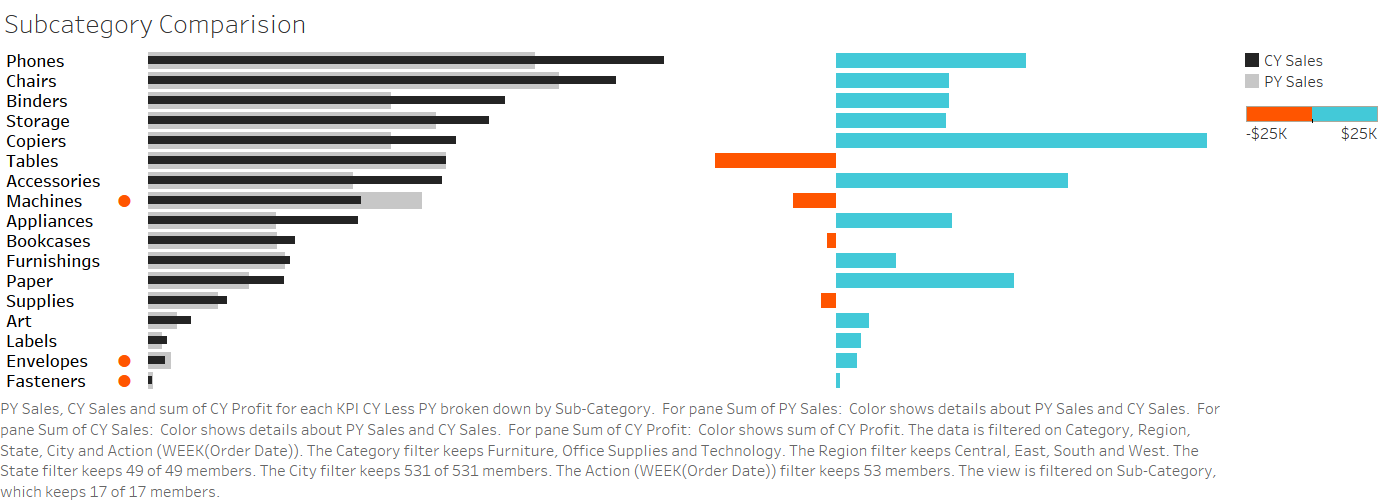 Subcategory Comparision
Phones
Chairs
Binders
Storage
Copiers
Tables
Accessories
Machines
Appliances
Bookcases
Furnishings
Paper
Supplies
Art
Labels
Envelopes
Fasteners
CY Sales
PY Sales
-$25K $25K
PY Sales, CY Sales and sum of CY Profit for each KPI CY Less PY broken down by Sub-Category.  For pane Sum of PY Sales:  Color shows details about PY Sales and CY Sales.  For
pane Sum of CY Sales:  Color shows details about PY Sales and CY Sales.  For pane Sum of CY Profit:  Color shows sum of CY Profit. The data is filtered on Category, Region,
State, City and Action (WEEK(Order Date)). The Category filter keeps Furniture, Office Supplies and Technology. The Region filter keeps Central, East, South and West. The
State filter keeps 49 of 49 members. The City filter keeps 531 of 531 members. The Action (WEEK(Order Date)) filter keeps 53 members. The view is filtered on Sub-Category,
which keeps 17 of 17 members.